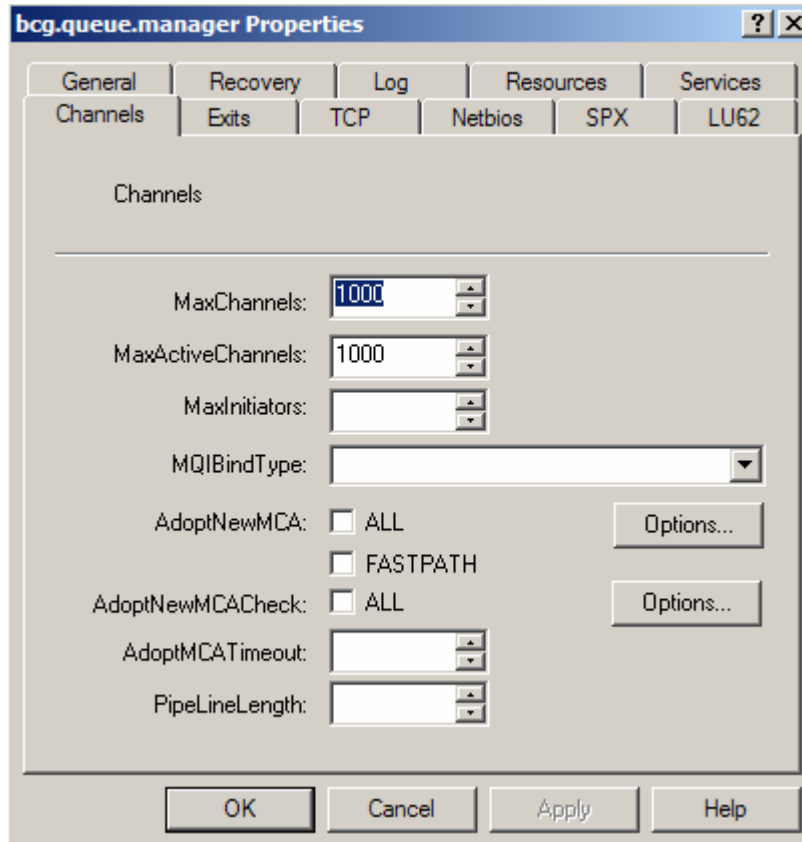 bcg.queue.manager Properties
General Recovery Log Resources Services
Channels Exits TCP Netbios SPX LU62
Channels
MaxChannels: 1000
MaxActiveChannels: 1000
MaxInitiators:
MQIBindType:
AdoptNewMCA: ALL Options...
FASTPATH
AdoptNewMCACheck: ALL Options...
AdoptMCATimeout:
PipeLineLength:
OK Cancel Apply Help